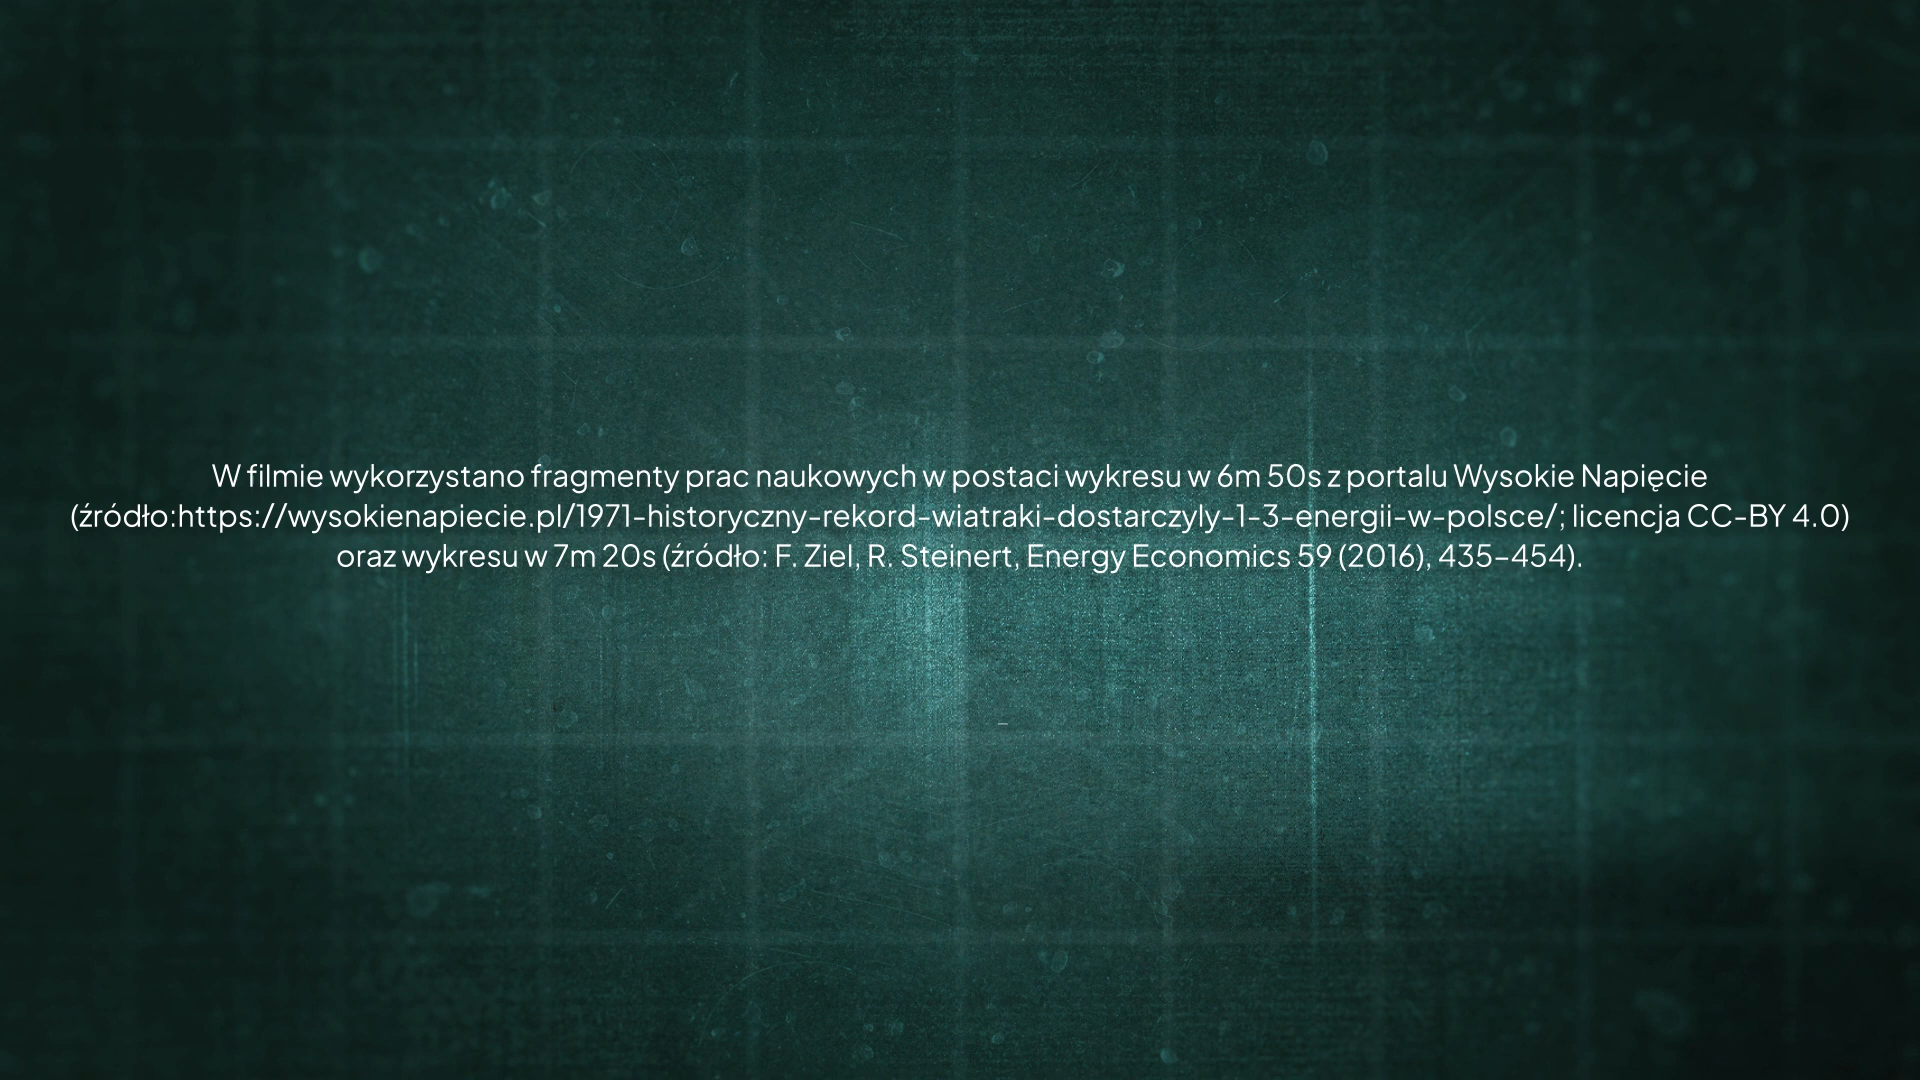 W filmie wykorzystano fragmenty prac naukowych w postaci wykresu w 6m 50s z portalu Wysokie Napięcie
(źródło:https://wysokienapiecie.pl/1971-historyczny-rekord-wiatraki-dostarczyly-1-3-energii-w-polsce/; licencja CC-BY 4.0)
oraz wykresu w 7m 20s (źródło: F. Ziel, R. Steinert, Energy Economics 59 (2016), 435–454).